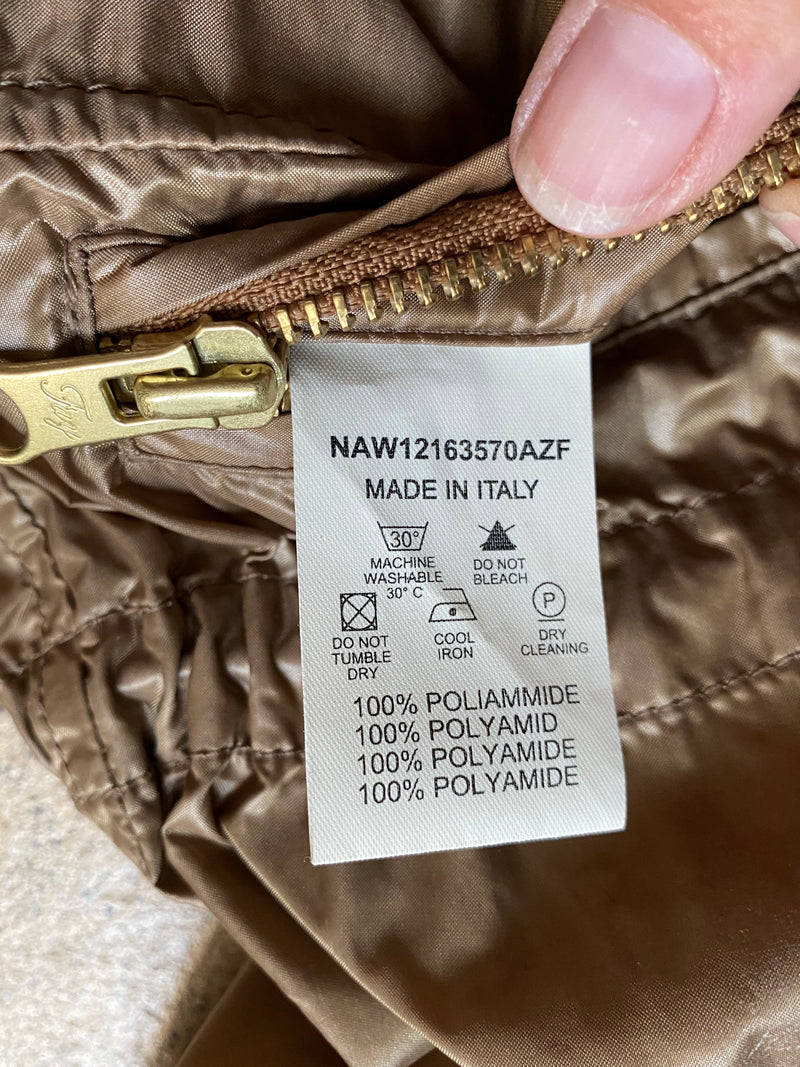 NAW12163570AZF
MADE IN ITALY
30°
MACHINE
WASHABLE
30° C
DO NOT
BLEACH
DO NOT
TUMBLE
DRY
COOL
IRON
P
DRY
CLEANING
100% POLIAMMIDE
100% POLYAMID
100% POLYAMIDE
100% POLYAMIDE